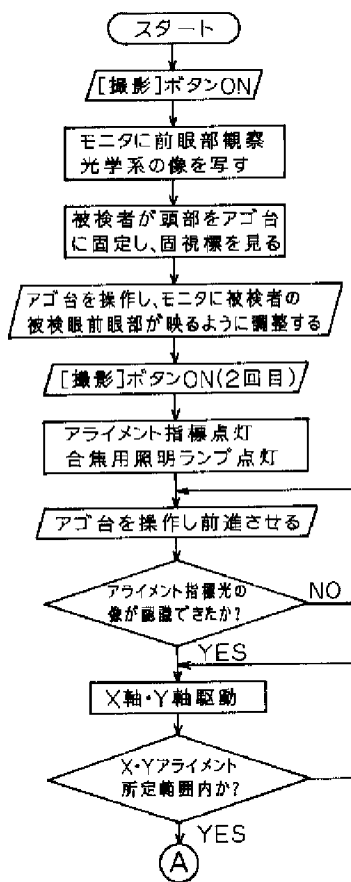 スタート
[撮影]ボタンON
モニタに前眼部観察
光学系の像を写す
被検者が頭部をアゴ台
に固定し、固視標を見る
アゴ台を操作し、モニタに被検者の
被検眼前眼部が映るように調整する
[撮影]ボタンON(2回目)
アライメント指標点灯
合焦用照明ランプ点灯
アゴ台を操作し前進させる
アライメント指標光の
像が認識できたか?
NO
YES
X軸・Y軸駆動
X・Yアライメント
所定範囲内か?
YES
A